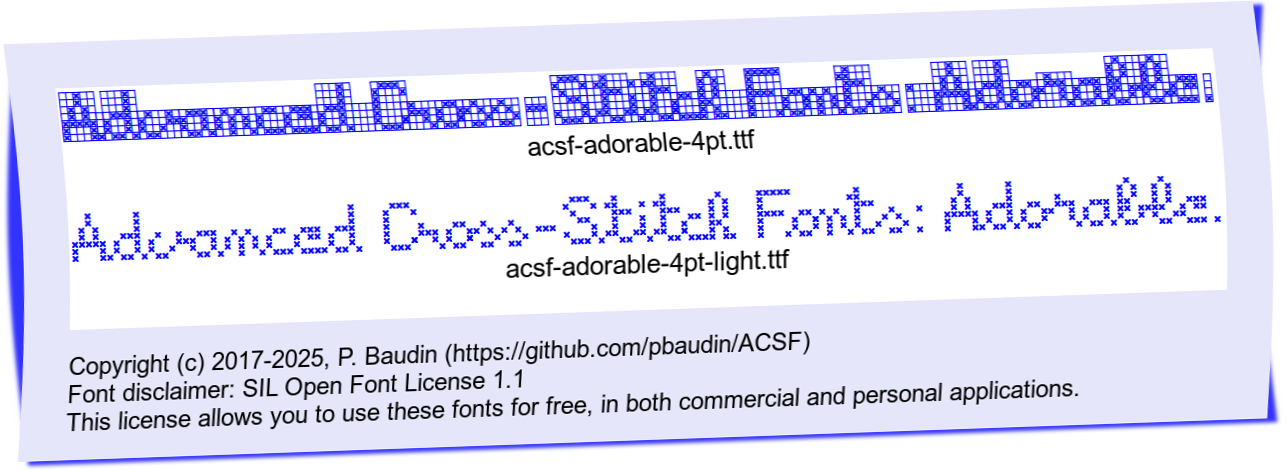 Advanced Cross-Stitch Fonts: Adorable.
acsf-adorable-4pt.ttf
Advanced Cross-Stitch Fonts: Adorable.
acsf-adorable-4pt-light.ttf
Copyright (c) 2017-2025, P. Baudin (https://github.com/pbaudin/ACSF)
Font disclaimer: SIL Open Font License 1.1
This license allows you to use these fonts for free, in both commercial and personal applications.